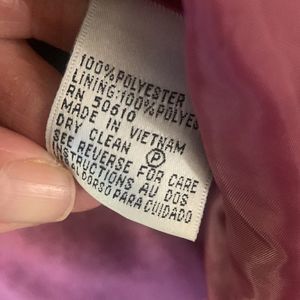 100% POLYESTER
LINING: 100% POLYES
RN 50610
MADE IN VIETNAM
DRY CLEAN Ⓟ
SEE REVERSE FOR CARE
INSTRUCTIONS AU DOS
ALDORSO PARA CUIDADO